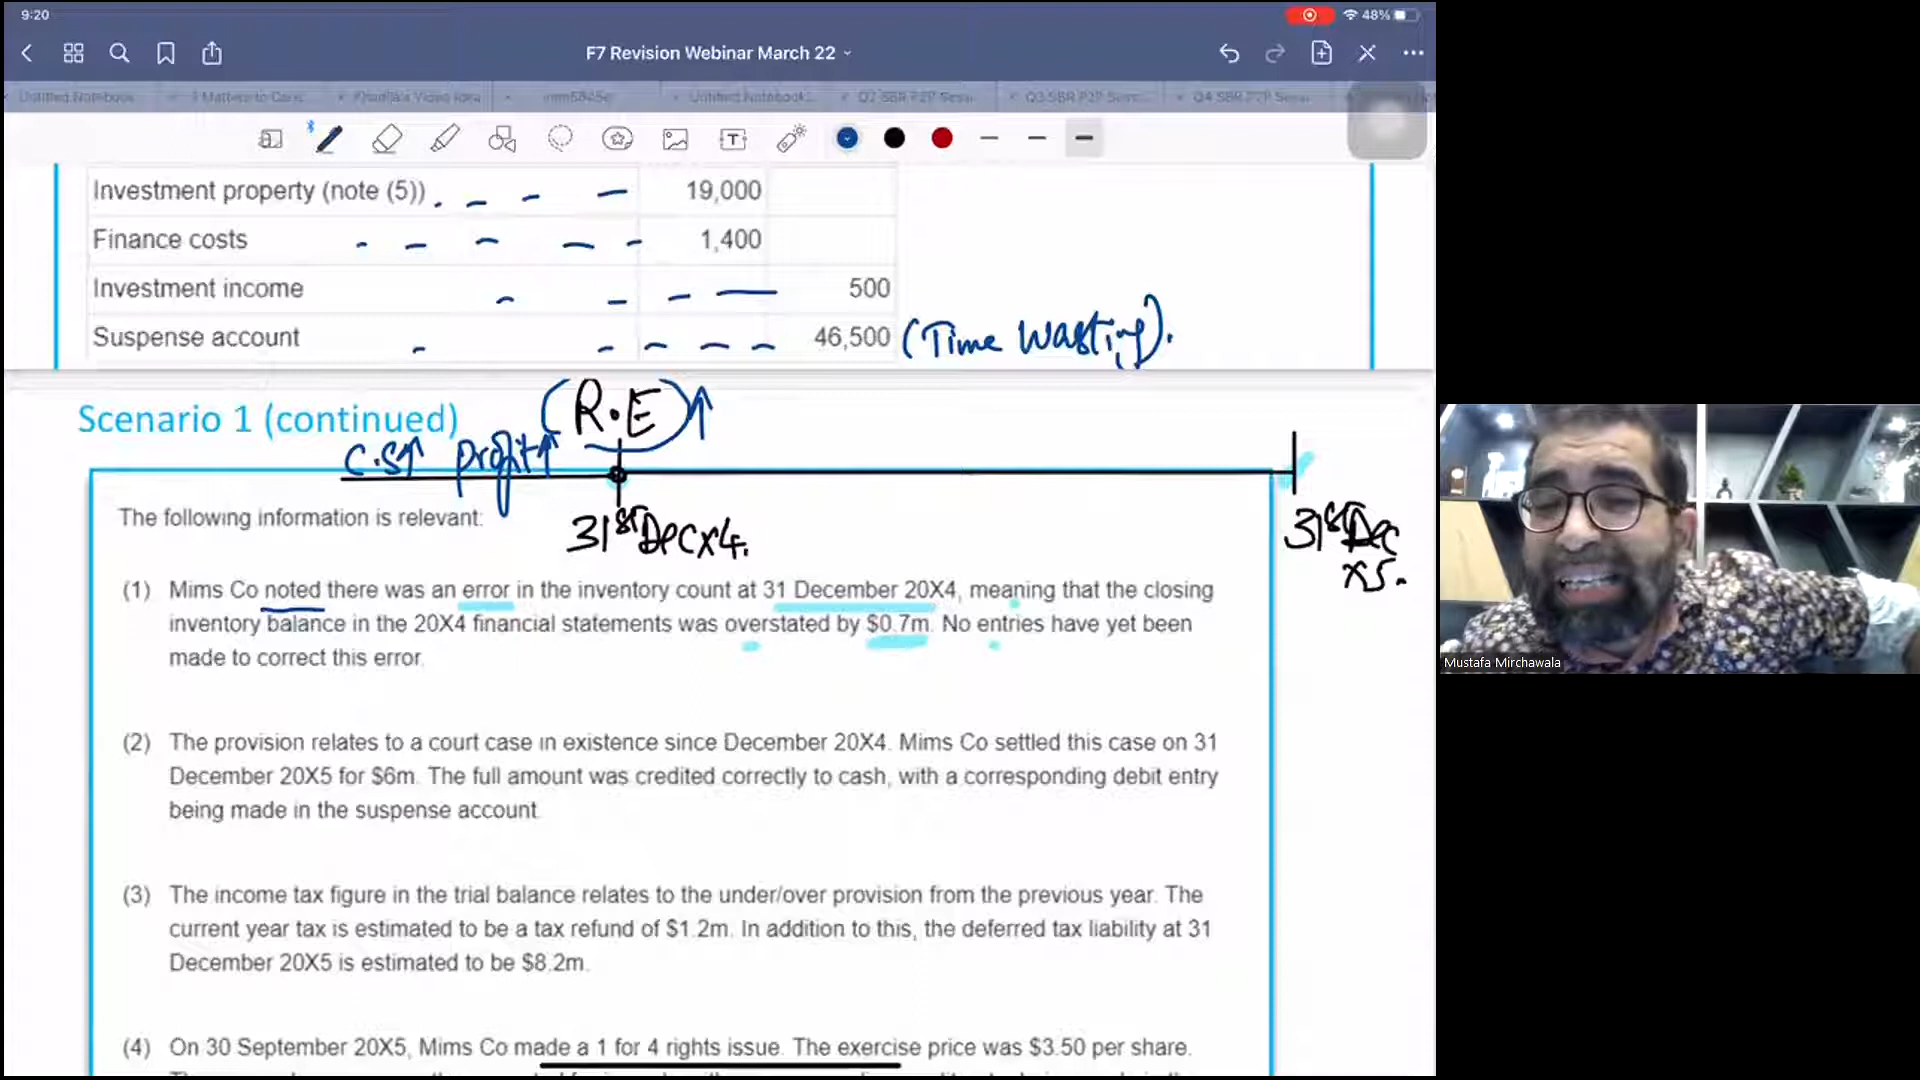 9:20
48%
F7 Revision Webinar March 22
Untitled Notebook
Untitled Notebook
Investment property (note (5)) 19,000
Finance costs 1,400
Investment income 500
Suspense account 46,500 (Time Wasting).
Scenario 1 (continued) (R.E)↑
C.S↑ Profit↑
The following information is relevant:
31st Dec x4.
31st Dec
x5.
(1) Mims Co noted there was an error in the inventory count at 31 December 20X4, meaning that the closing
inventory balance in the 20X4 financial statements was overstated by $0.7m. No entries have yet been
made to correct this error.
(2) The provision relates to a court case in existence since December 20X4. Mims Co settled this case on 31
December 20X5 for $6m. The full amount was credited correctly to cash, with a corresponding debit entry
being made in the suspense account.
(3) The income tax figure in the trial balance relates to the under/over provision from the previous year. The
current year tax is estimated to be a tax refund of $1.2m. In addition to this, the deferred tax liability at 31
December 20X5 is estimated to be $8.2m.
(4) On 30 September 20X5, Mims Co made a 1 for 4 rights issue. The exercise price was $3.50 per share.
Mustafa Mirchawala